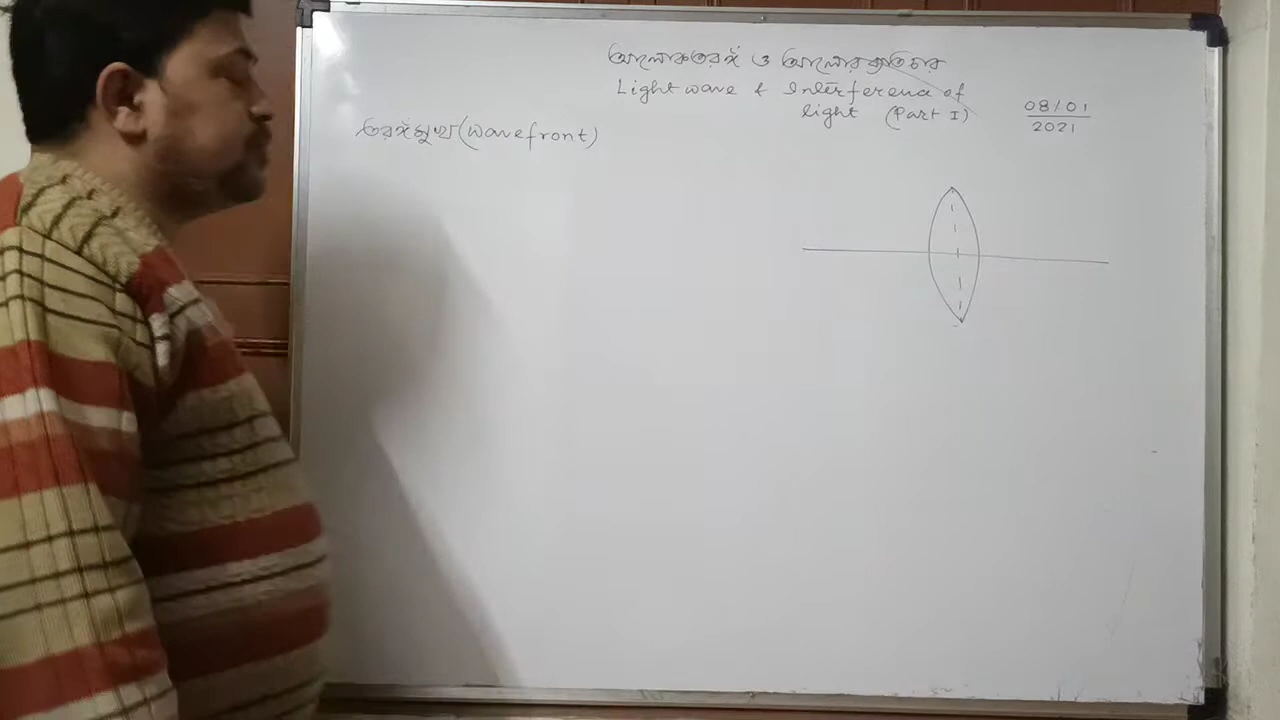 আলোকতরঙ্গ ও আলোর ব্যতিচার
Light wave & Interference of
light (Part I)
08/01
2021
তরঙ্গমুখ (wavefront)